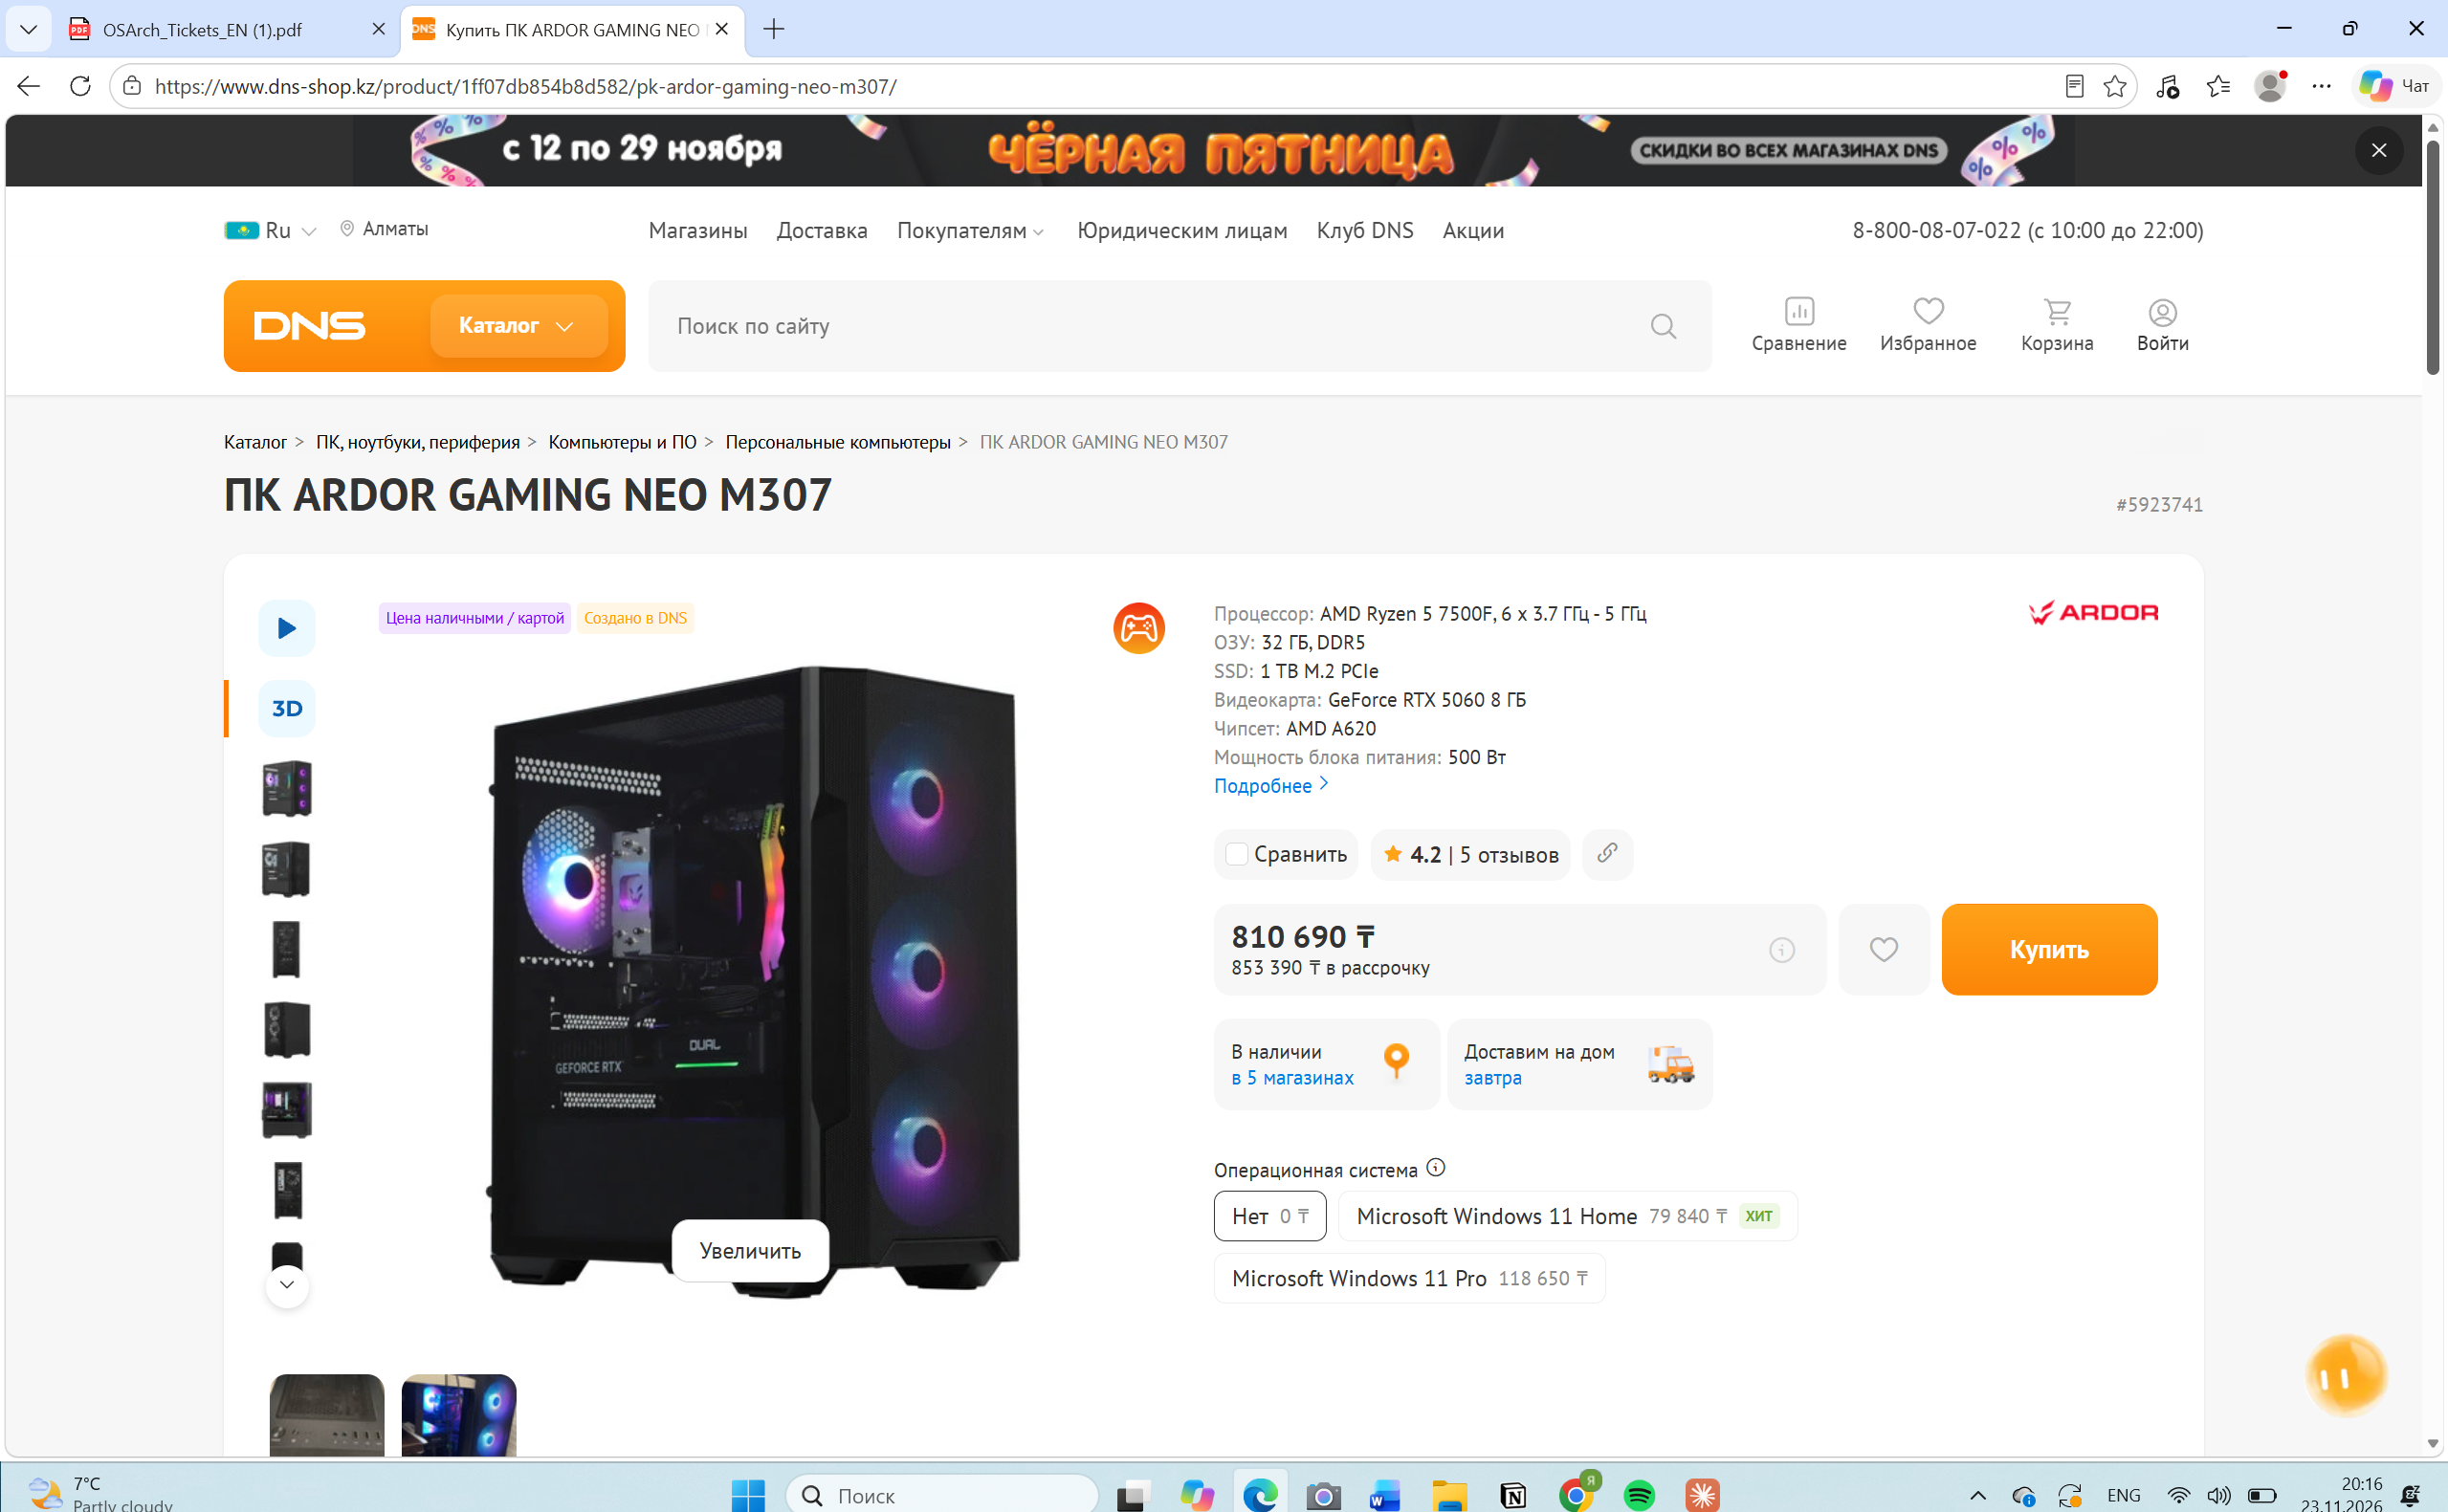 OSArch_Tickets_EN (1).pdf
Купить ПК ARDOR GAMING NEO
https://www.dns-shop.kz/product/1ff07db854b8d582/pk-ardor-gaming-neo-m307/
Чат
с 12 по 29 ноября
ЧЁРНАЯ ПЯТНИЦА
СКИДКИ ВО ВСЕХ МАГАЗИНАХ DNS
Ru
Алматы
Магазины
Доставка
Покупателям
Юридическим лицам
Клуб DNS
Акции
8-800-08-07-022 (с 10:00 до 22:00)
DNS
Каталог
Поиск по сайту
Сравнение
Избранное
Корзина
Войти
Каталог > ПК, ноутбуки, периферия > Компьютеры и ПО > Персональные компьютеры > ПК ARDOR GAMING NEO M307
ПК ARDOR GAMING NEO M307
#5923741
Цена наличными / картой
Создано в DNS
3D
GEFORCE RTX
DUAL
Увеличить
ARDOR
Процессор: AMD Ryzen 5 7500F, 6 x 3.7 ГГц - 5 ГГц
ОЗУ: 32 ГБ, DDR5
SSD: 1 ТВ M.2 PCIe
Видеокарта: GeForce RTX 5060 8 ГБ
Чипсет: AMD A620
Мощность блока питания: 500 Вт
Подробнее >
Сравнить
4.2 | 5 отзывов
810 690 ₸
853 390 ₸ в рассрочку
Купить
В наличии
в 5 магазинах
Доставим на дом
завтра
Операционная система
Нет 0 ₸
Microsoft Windows 11 Home 79 840 ₸ ХИТ
Microsoft Windows 11 Pro 118 650 ₸
7°C
Partly cloudy
Поиск
ENG
20:16
23.11.2026